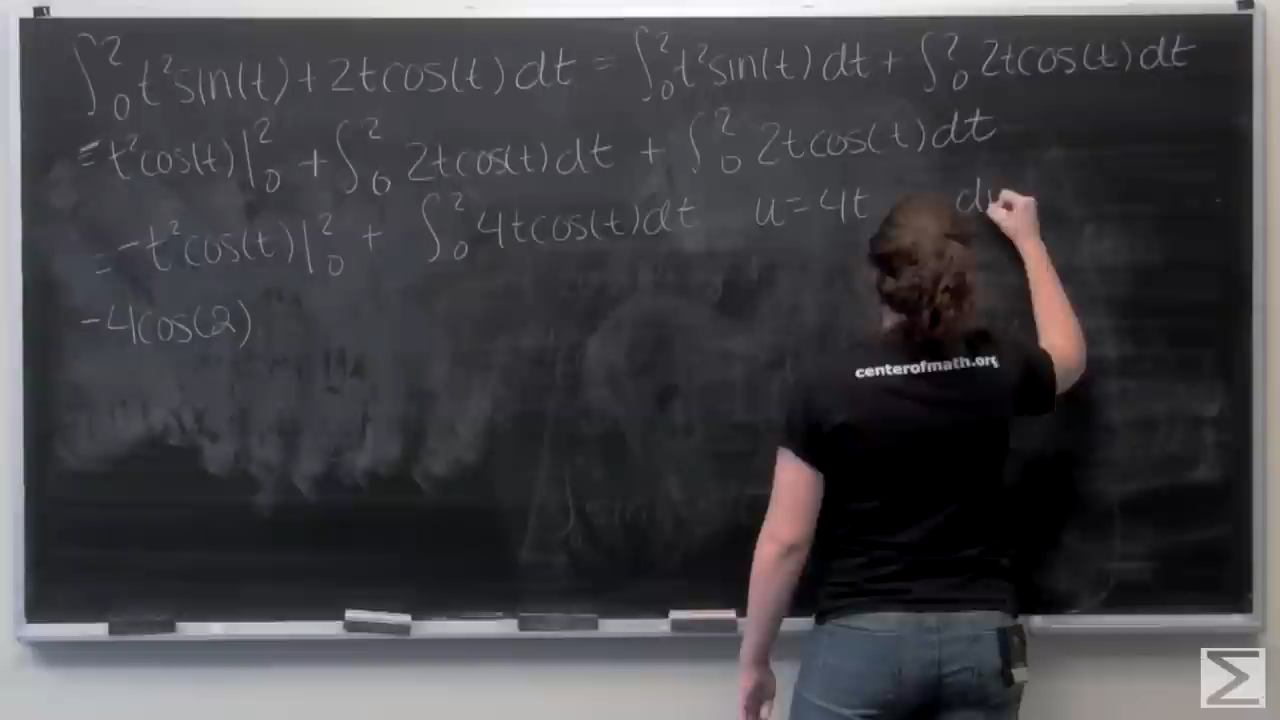 ∫₀² t²sin(t)+2tcos(t)dt = ∫₀² t²sin(t)dt + ∫₀² 2tcos(t)dt
=-t²cos(t)|₀² + ∫₀² 2tcos(t)dt + ∫₀² 2tcos(t)dt
= -t²cos(t)|₀² + ∫₀² 4tcos(t)dt u=4t d
-4cos(2)
centerofmath.org
Σ